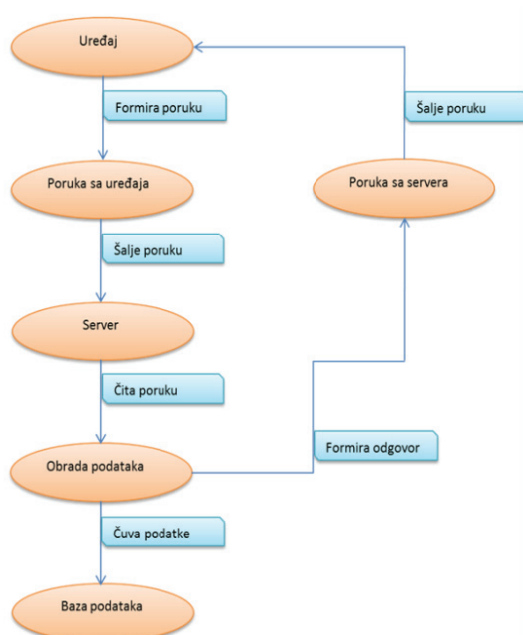 Uređaj
Formira poruku
Šalje poruku
Poruka sa uređaja
Poruka sa servera
Šalje poruku
Server
Čita poruku
Obrada podataka
Formira odgovor
Čuva podatke
Baza podataka